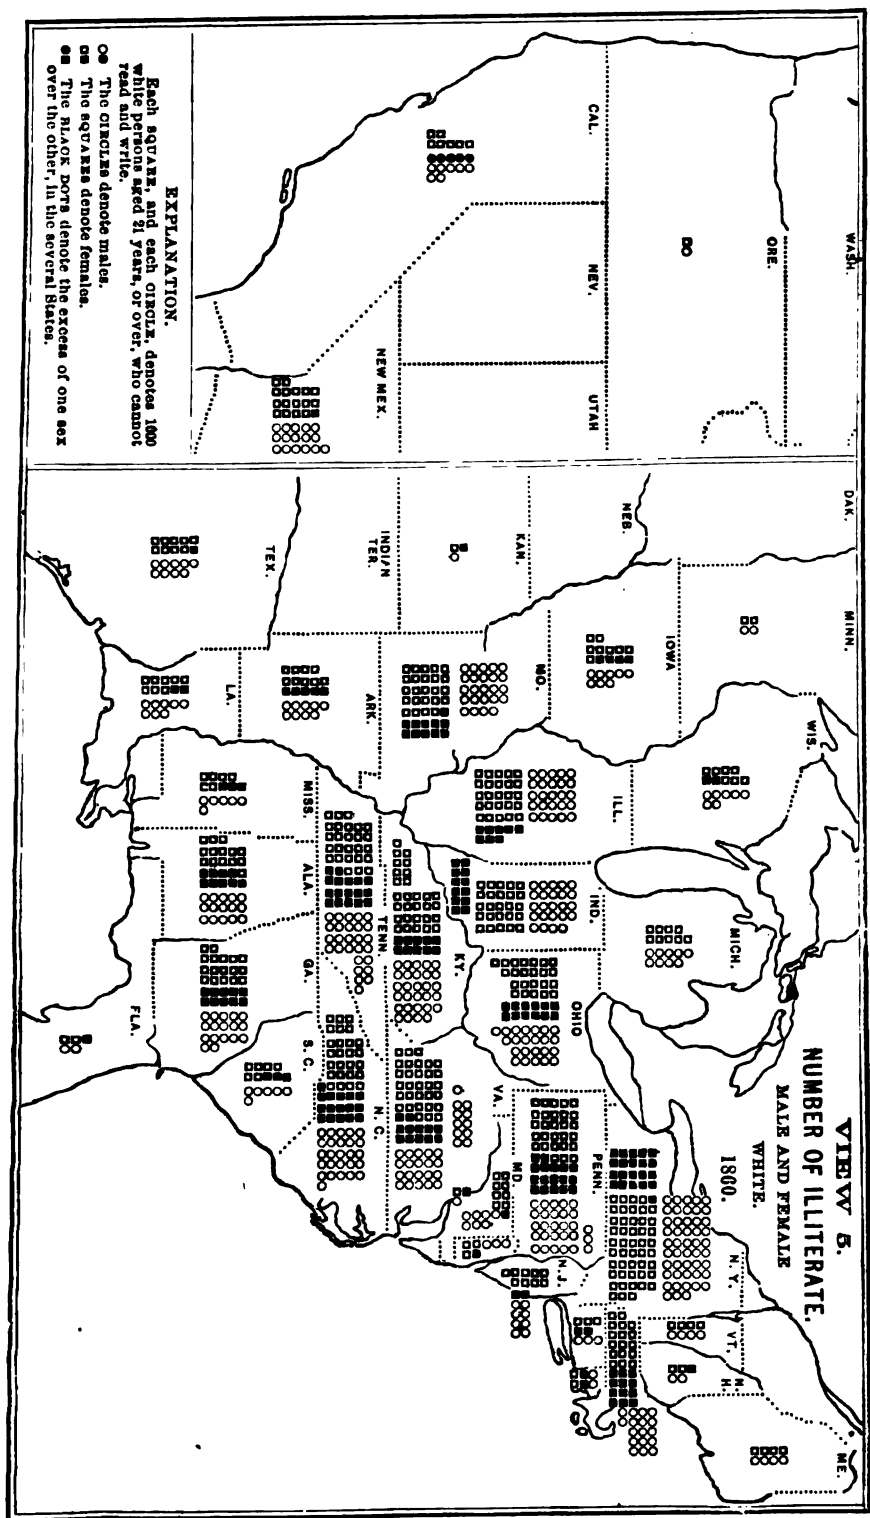 VIEW 5.
NUMBER OF ILLITERATE.
MALE AND FEMALE
WHITE.
1860.
WASH.
ORE.
CAL.
NEV.
UTAH
NEW MEX.
DAK.
MINN.
NEB.
IOWA
KAN.
MO.
INDI'N
TER.
TEX.
ARK.
LA.
WIS.
ILL.
MISS.
IND.
MICH.
OHIO
KY.
TENN.
ALA.
GA.
FLA.
S. C.
N. C.
VA.
MD.
PENN.
N. J.
N. Y.
VT.
N.
H.
ME.
EXPLANATION.
Each SQUARE, and each CIRCLE, denotes 1000
white persons aged 21 years, or over, who cannot
read and write.
The CIRCLES denote males.
The SQUARES denote females.
The BLACK DOTS denote the excess of one sex
over the other, in the several States.